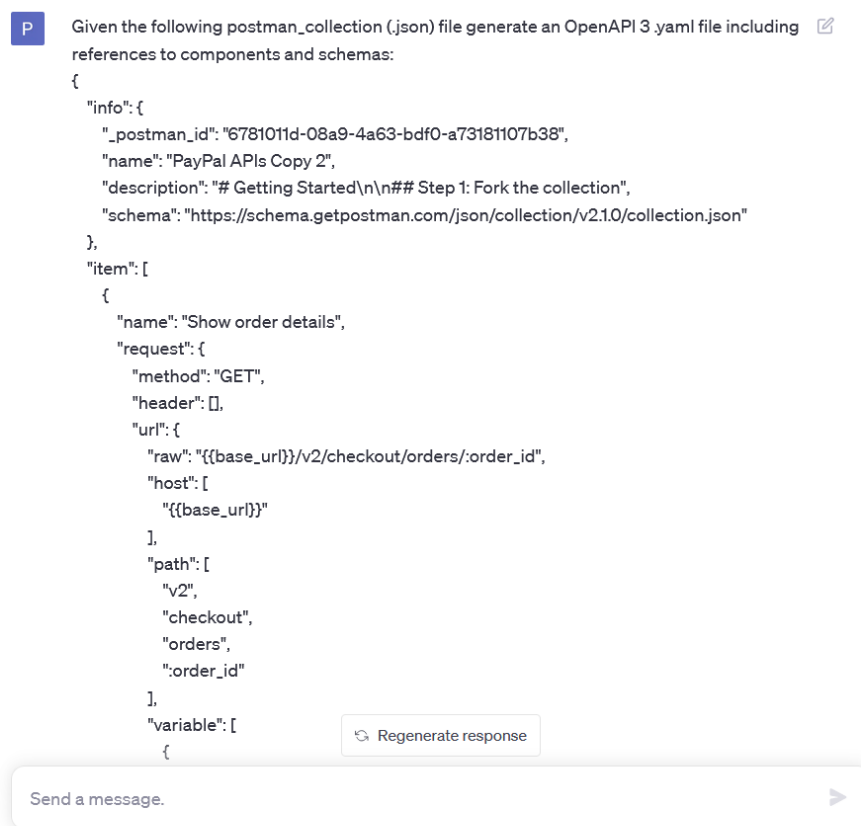 P
Given the following postman_collection (.json) file generate an OpenAPI 3 .yaml file including
references to components and schemas:
{
"info": {
"_postman_id": "6781011d-08a9-4a63-bdf0-a73181107b38",
"name": "PayPal APIs Copy 2",
"description": "# Getting Started\n\n## Step 1: Fork the collection",
"schema": "https://schema.getpostman.com/json/collection/v2.1.0/collection.json"
},
"item": [
{
"name": "Show order details",
"request": {
"method": "GET",
"header": [],
"url": {
"raw": "{{base_url}}/v2/checkout/orders/:order_id",
"host": [
"{{base_url}}"
],
"path": [
"v2",
"checkout",
"orders",
":order_id"
],
"variable": [
{
Regenerate response
Send a message.